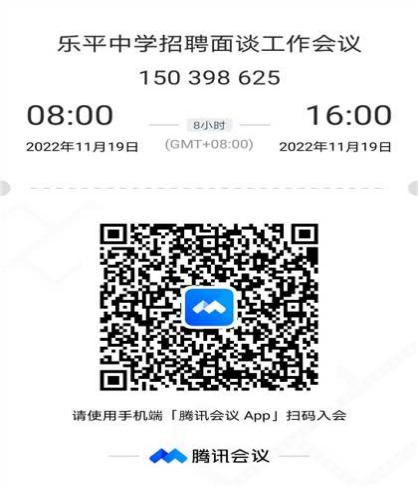 乐平中学招聘面谈工作会议
150 398 625
08:00 8小时 16:00
2022年11月19日 (GMT+08:00) 2022年11月19日
请使用手机端「腾讯会议 App」扫码入会
腾讯会议